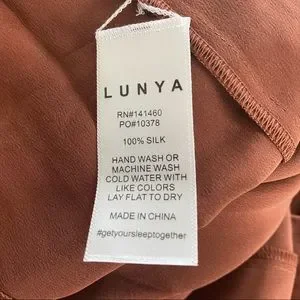 LUNYA
RN#141460
PO#10378
100% SILK
HAND WASH OR
MACHINE WASH
COLD WATER WITH
LIKE COLORS
LAY FLAT TO DRY
MADE IN CHINA
#getyoursleeptogether